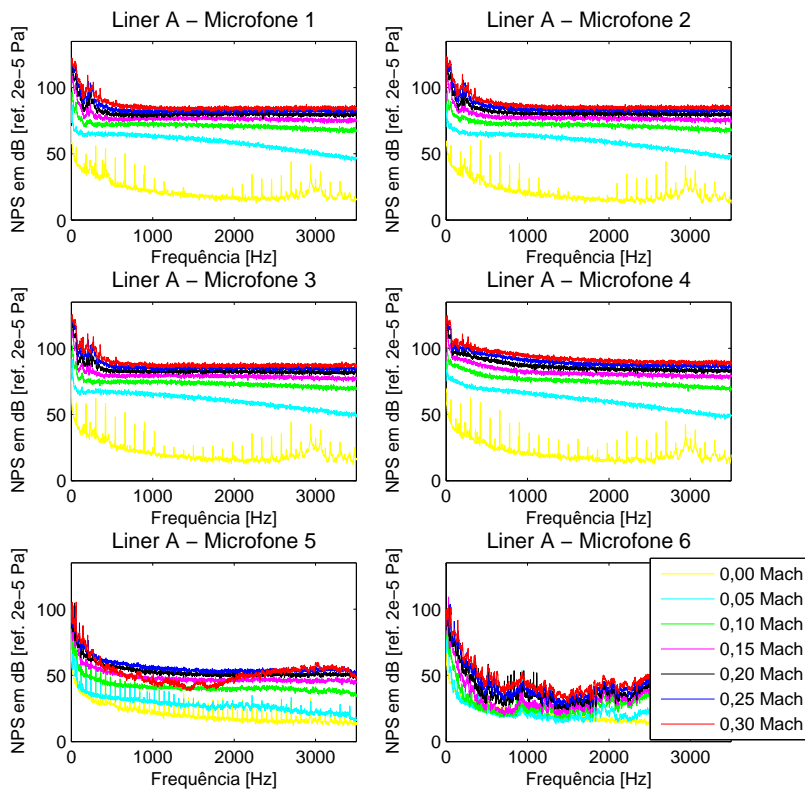 Liner A − Microfone 1
NPS em dB [ref. 2e−5 Pa]
100
50
0
0 1000 2000 3000
Frequência [Hz]
Liner A − Microfone 2
NPS em dB [ref. 2e−5 Pa]
100
50
0
0 1000 2000 3000
Frequência [Hz]
Liner A − Microfone 3
NPS em dB [ref. 2e−5 Pa]
100
50
0
0 1000 2000 3000
Frequência [Hz]
Liner A − Microfone 4
NPS em dB [ref. 2e−5 Pa]
100
50
0
0 1000 2000 3000
Frequência [Hz]
Liner A − Microfone 5
NPS em dB [ref. 2e−5 Pa]
100
50
0
0 1000 2000 3000
Frequência [Hz]
Liner A − Microfone 6
NPS em dB [ref. 2e−5 Pa]
100
50
0
0 1000 2000 3000
Frequência [Hz]
0,00 Mach
0,05 Mach
0,10 Mach
0,15 Mach
0,20 Mach
0,25 Mach
0,30 Mach